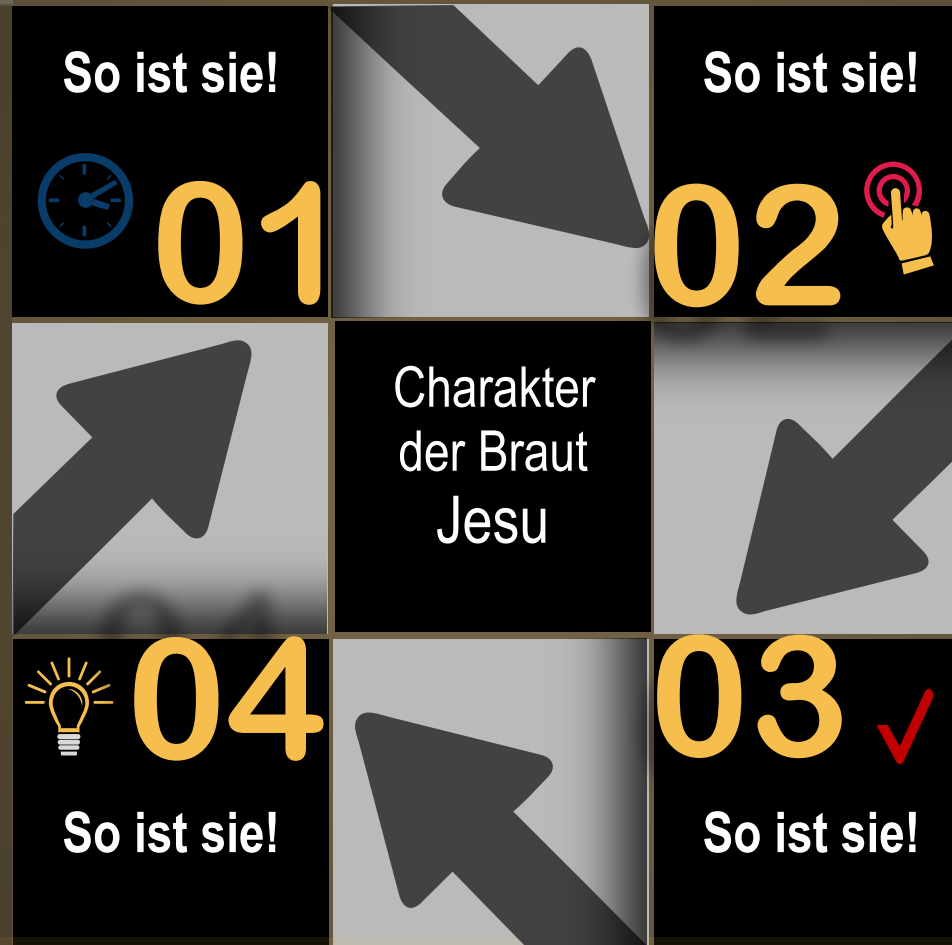 So ist sie!
01
So ist sie!
02
Charakter
der Braut
Jesu
04
So ist sie!
03
So ist sie!